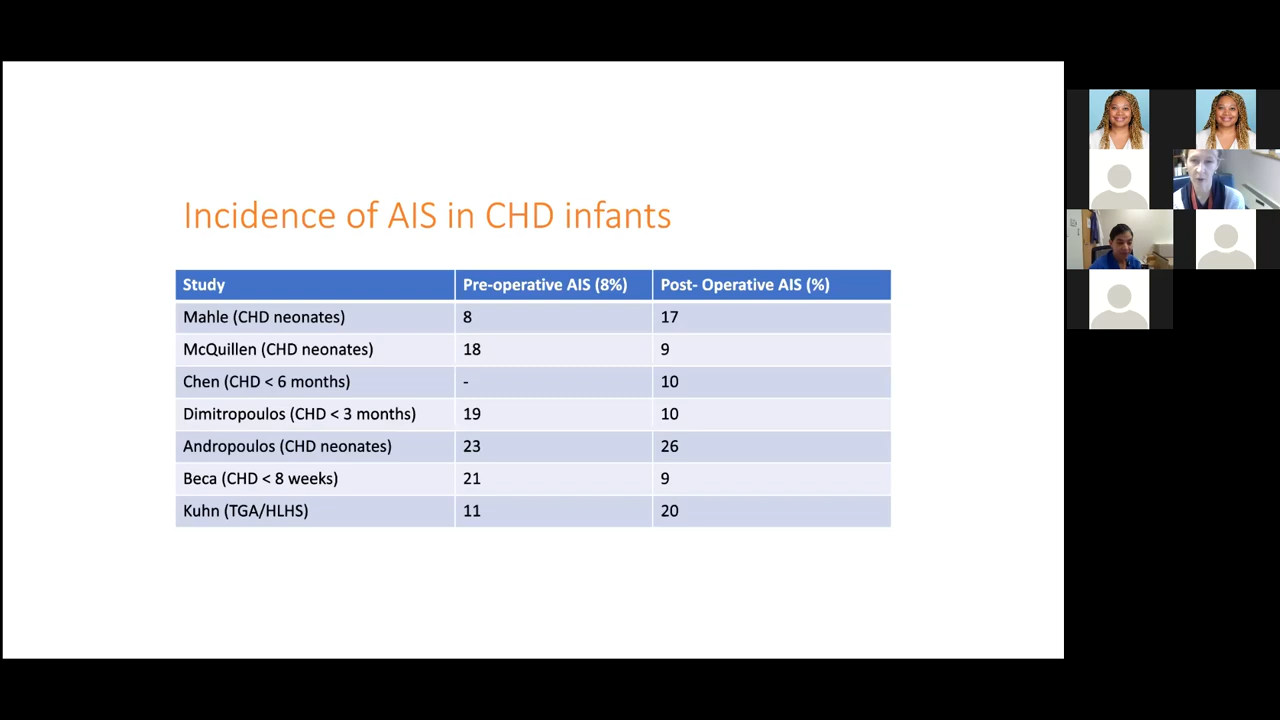 Incidence of AIS in CHD infants
Study Pre-operative AIS (8%) Post- Operative AIS (%)
Mahle (CHD neonates) 8 17
McQuillen (CHD neonates) 18 9
Chen (CHD < 6 months) - 10
Dimitropoulos (CHD < 3 months) 19 10
Andropoulos (CHD neonates) 23 26
Beca (CHD < 8 weeks) 21 9
Kuhn (TGA/HLHS) 11 20